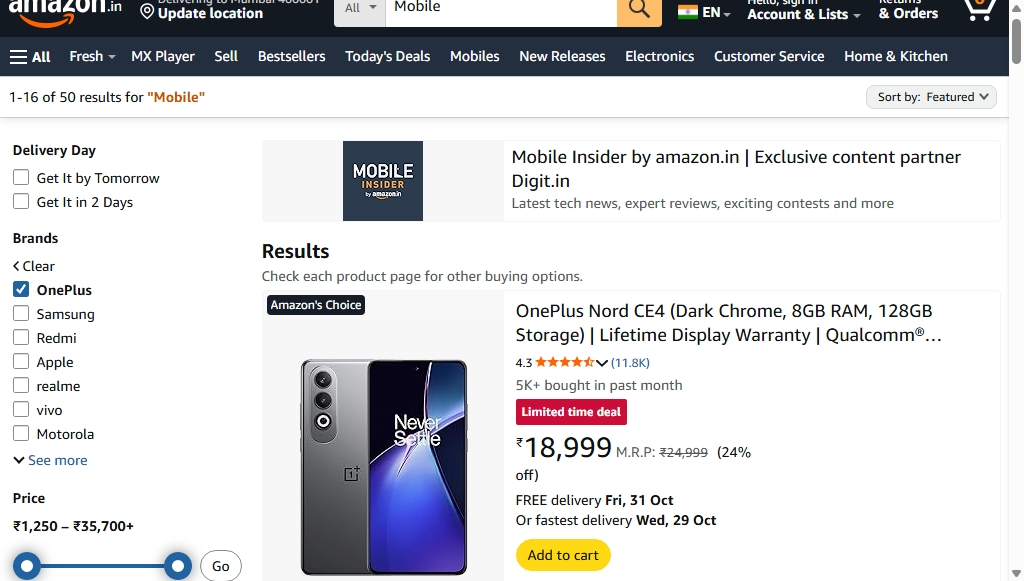 amazon.in
Delivering to Mumbai 400001
Update location
All
Mobile
EN
Hello, sign in
Account & Lists
Returns
& Orders
0
All
Fresh
MX Player
Sell
Bestsellers
Today's Deals
Mobiles
New Releases
Electronics
Customer Service
Home & Kitchen
1-16 of 50 results for "Mobile"
Sort by: Featured
Delivery Day
Get It by Tomorrow
Get It in 2 Days
Brands
Clear
OnePlus
Samsung
Redmi
Apple
realme
vivo
Motorola
See more
Price
₹1,250 – ₹35,700+
Go
MOBILE
INSIDER
by amazon.in
Mobile Insider by amazon.in | Exclusive content partner
Digit.in
Latest tech news, expert reviews, exciting contests and more
Results
Check each product page for other buying options.
Amazon's Choice
Never
Settle
OnePlus Nord CE4 (Dark Chrome, 8GB RAM, 128GB
Storage) | Lifetime Display Warranty | Qualcomm®…
4.3 (11.8K)
5K+ bought in past month
Limited time deal
₹18,999 M.R.P: ₹24,999 (24%
off)
FREE delivery Fri, 31 Oct
Or fastest delivery Wed, 29 Oct
Add to cart